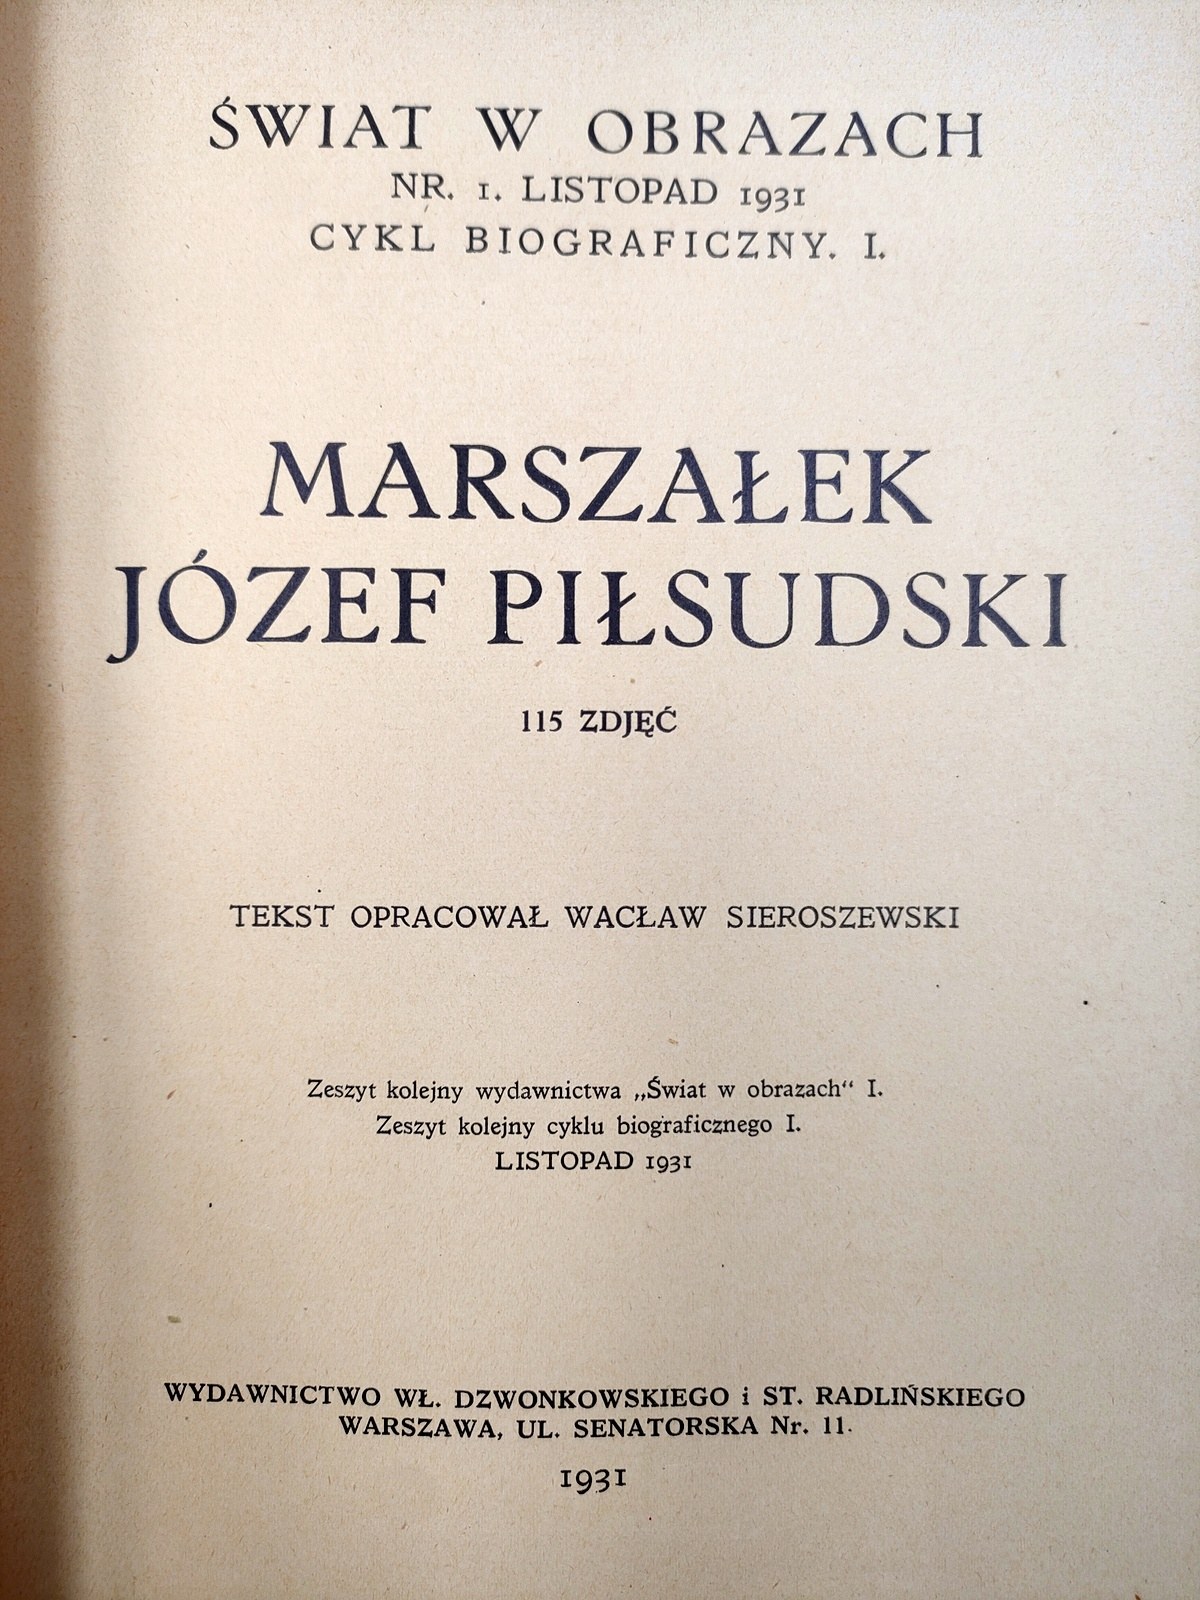 ŚWIAT W OBRAZACH
NR. 1. LISTOPAD 1931
CYKL BIOGRAFICZNY. I.
MARSZAŁEK
JÓZEF PIŁSUDSKI
115 ZDJĘĆ
TEKST OPRACOWAŁ WACŁAW SIEROSZEWSKI
Zeszyt kolejny wydawnictwa „Świat w obrazach“ I.
Zeszyt kolejny cyklu biograficznego I.
LISTOPAD 1931
WYDAWNICTWO WŁ. DZWONKOWSKIEGO i ST. RADLIŃSKIEGO
WARSZAWA, UL. SENATORSKA Nr. 11.
1931